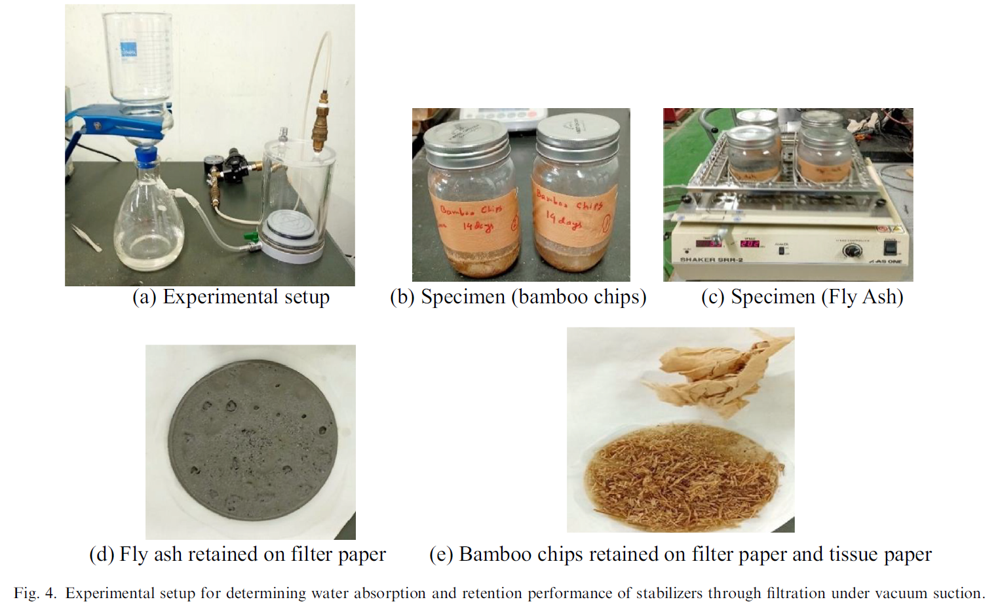 (a) Experimental setup
Bamboo Chips
14 days
2
Bamboo Chips
14 days
1
(b) Specimen (bamboo chips)
202
SHAKER SRR-2
AS ONE
(c) Specimen (Fly Ash)
(d) Fly ash retained on filter paper
(e) Bamboo chips retained on filter paper and tissue paper
Fig. 4. Experimental setup for determining water absorption and retention performance of stabilizers through filtration under vacuum suction.